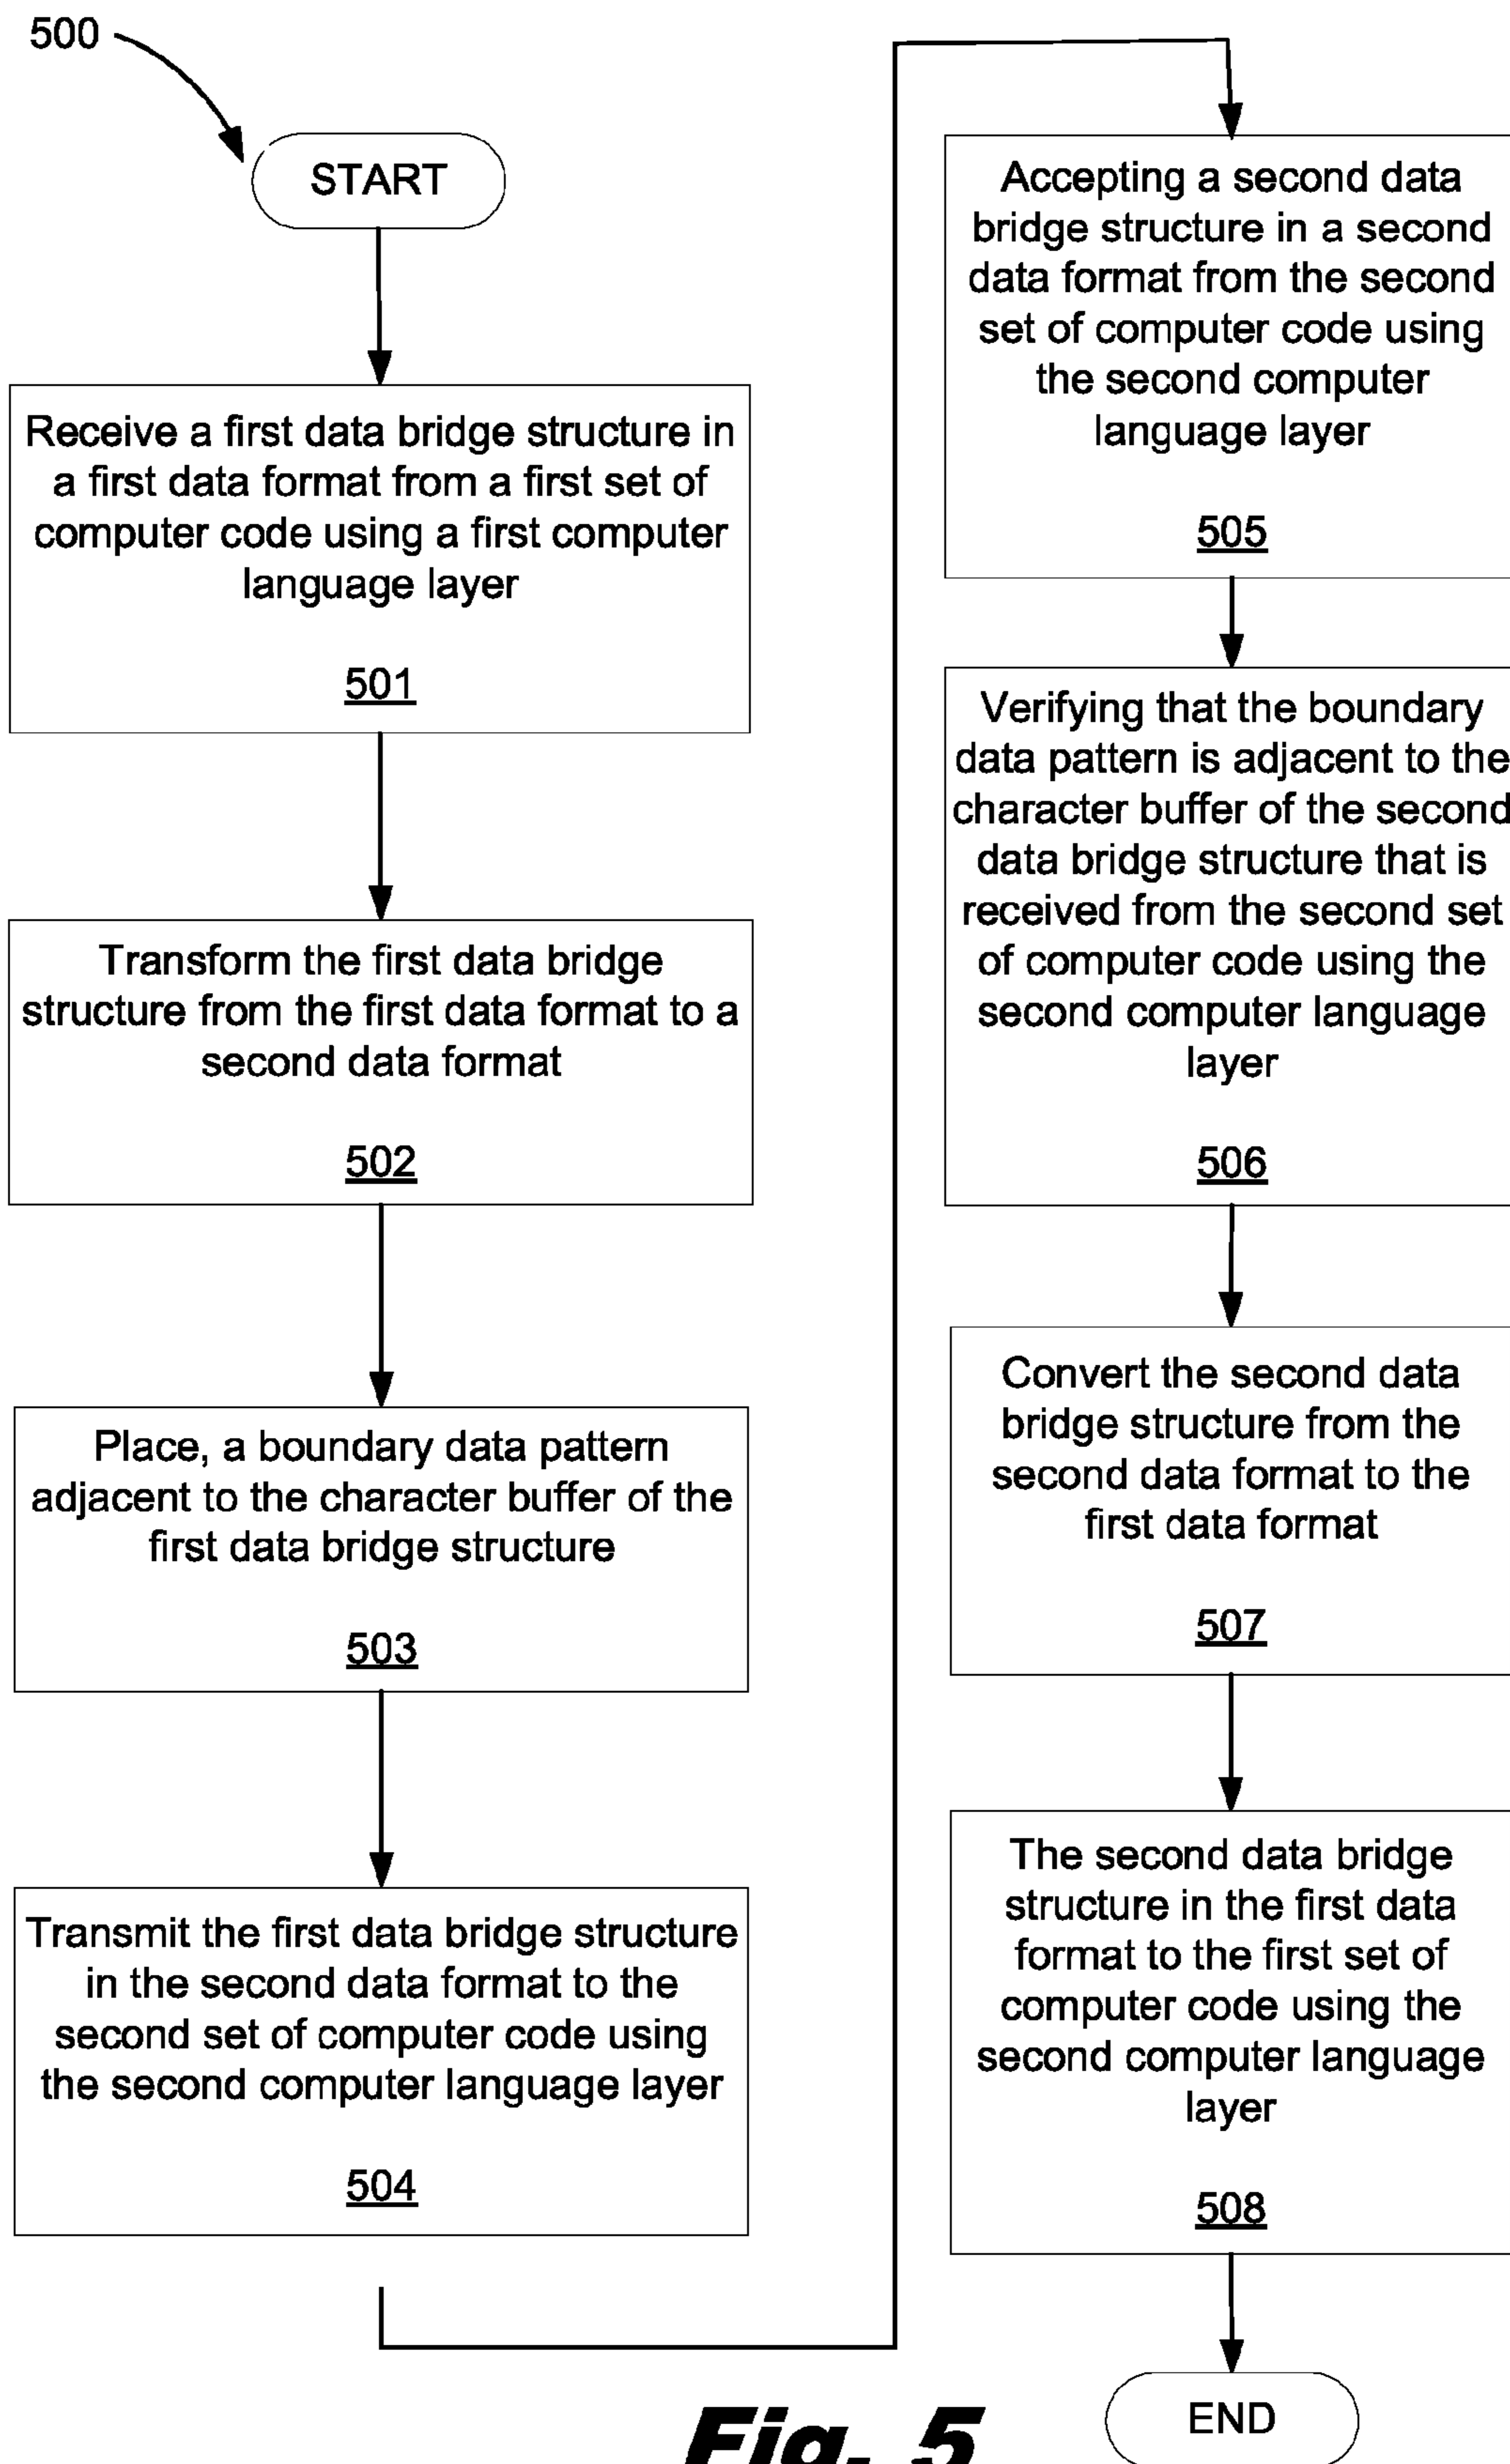 500
START
Receive a first data bridge structure in
a first data format from a first set of
computer code using a first computer
language layer
501
Transform the first data bridge
structure from the first data format to a
second data format
502
Place, a boundary data pattern
adjacent to the character buffer of the
first data bridge structure
503
Transmit the first data bridge structure
in the second data format to the
second set of computer code using
the second computer language layer
504
Accepting a second data
bridge structure in a second
data format from the second
set of computer code using
the second computer
language layer
505
Verifying that the boundary
data pattern is adjacent to the
character buffer of the second
data bridge structure that is
received from the second set
of computer code using the
second computer language
layer
506
Convert the second data
bridge structure from the
second data format to the
first data format
507
The second data bridge
structure in the first data
format to the first set of
computer code using the
second computer language
layer
508
END
Fig. 5